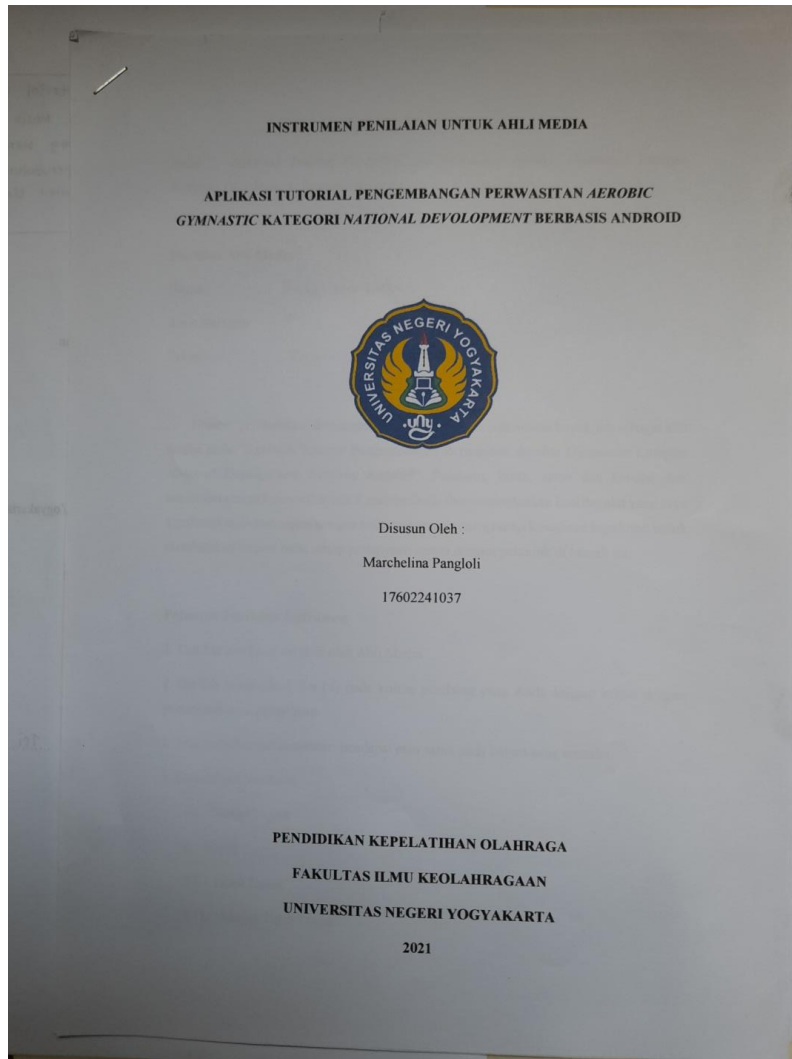 INSTRUMEN PENILAIAN UNTUK AHLI MEDIA
APLIKASI TUTORIAL PENGEMBANGAN PERWASITAN AEROBIC
GYMNASTIC KATEGORI NATIONAL DEVOLOPMENT BERBASIS ANDROID
UNIVERSITAS NEGERI YOGYAKARTA
uny
Disusun Oleh :
Marchelina Pangloli
17602241037
PENDIDIKAN KEPELATIHAN OLAHRAGA
FAKULTAS ILMU KEOLAHRAGAAN
UNIVERSITAS NEGERI YOGYAKARTA
2021